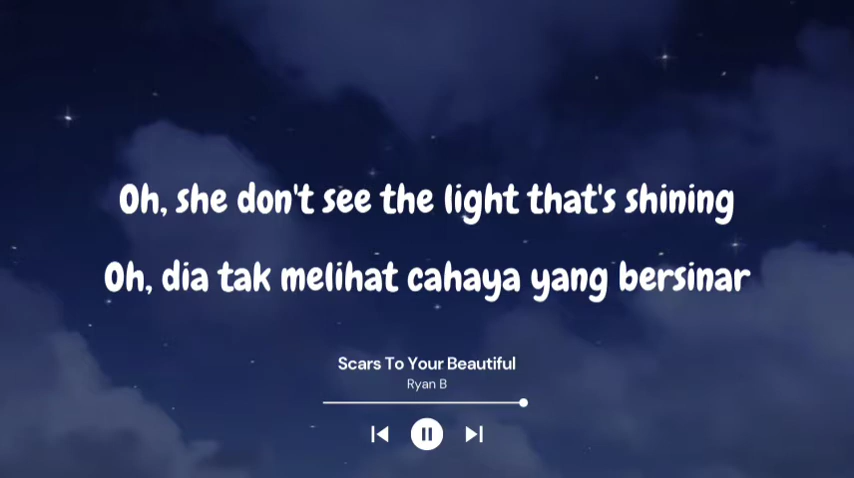 Oh, she don't see the light that's shining
Oh, dia tak melihat cahaya yang bersinar
Scars To Your Beautiful
Ryan B